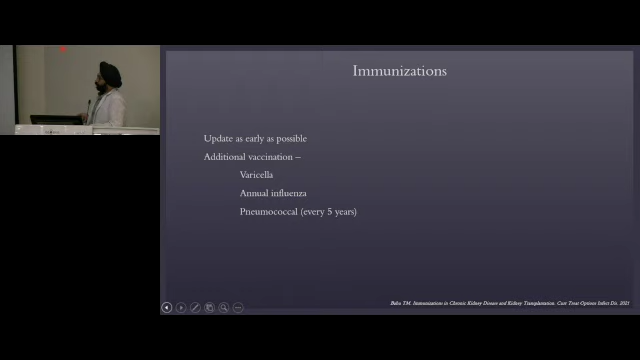 Immunizations
Update as early as possible
Additional vaccination –
Varicella
Annual influenza
Pneumococcal (every 5 years)
Babu TM. Immunizations in Chronic Kidney Disease and Kidney Transplantation. Curr Treat Options Infect Dis. 2021